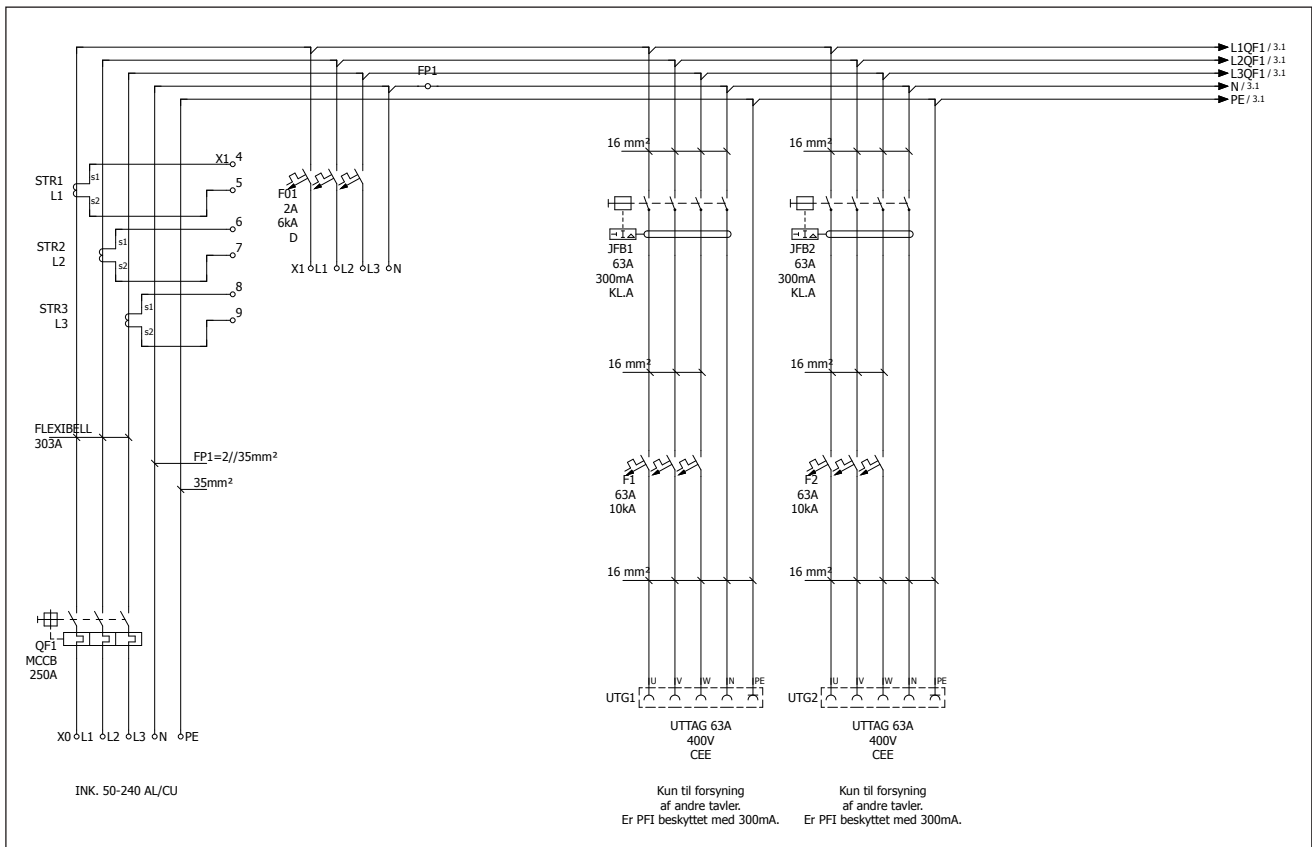 L1QF1 / 3.1
L2QF1 / 3.1
L3QF1 / 3.1
N / 3.1
PE / 3.1
FP1
16 mm²
16 mm²
X1 4
STR1
L1
s1
s2
5
F01
2A
6kA
D
6
STR2
L2
s1
s2
7
X1 L1 L2 L3 N
JFB1
63A
300mA
KL.A
JFB2
63A
300mA
KL.A
8
STR3
L3
s1
s2
9
16 mm²
16 mm²
FLEXIBELL
303A
FP1=2//35mm²
35mm²
F1
63A
10kA
F2
63A
10kA
16 mm²
16 mm²
QF1
MCCB
250A
U V W N PE
UTG1
U V W N PE
UTG2
X0 L1 L2 L3 N PE
UTTAG 63A
400V
CEE
UTTAG 63A
400V
CEE
INK. 50-240 AL/CU
Kun til forsyning
af andre tavler.
Er PFI beskyttet med 300mA.
Kun til forsyning
af andre tavler.
Er PFI beskyttet med 300mA.